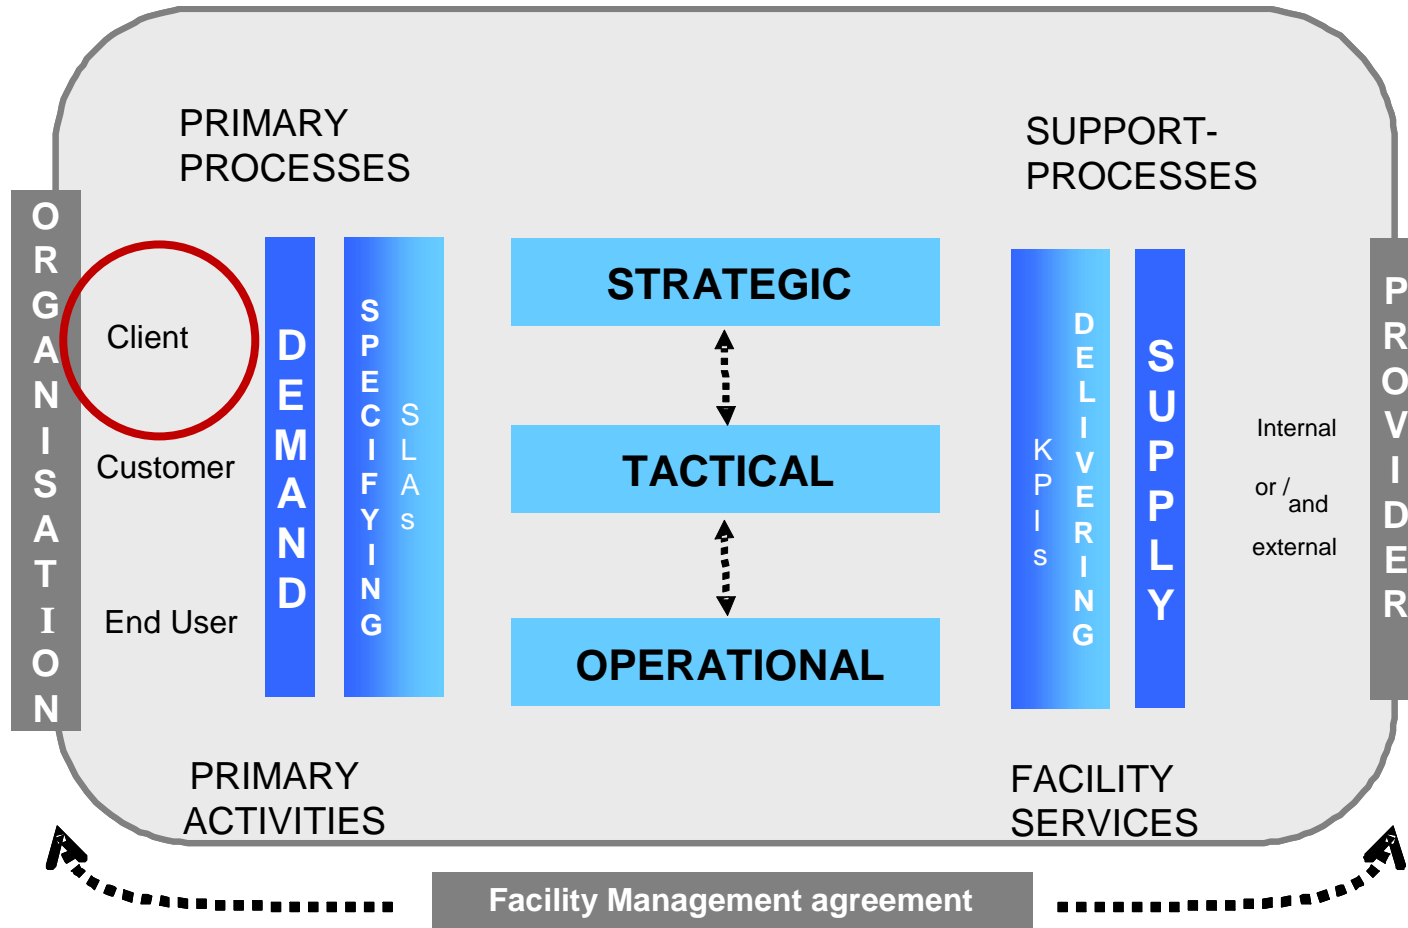 PRIMARY
PROCESSES
SUPPORT-
PROCESSES
ORGANISATION
Client
Customer
End User
DEMAND
SPECIFYING
SLAs
STRATEGIC
TACTICAL
OPERATIONAL
KPIs
DELIVERING
SUPPLY
Internal
or /
and
external
PROVIDER
PRIMARY
ACTIVITIES
FACILITY
SERVICES
Facility Management agreement